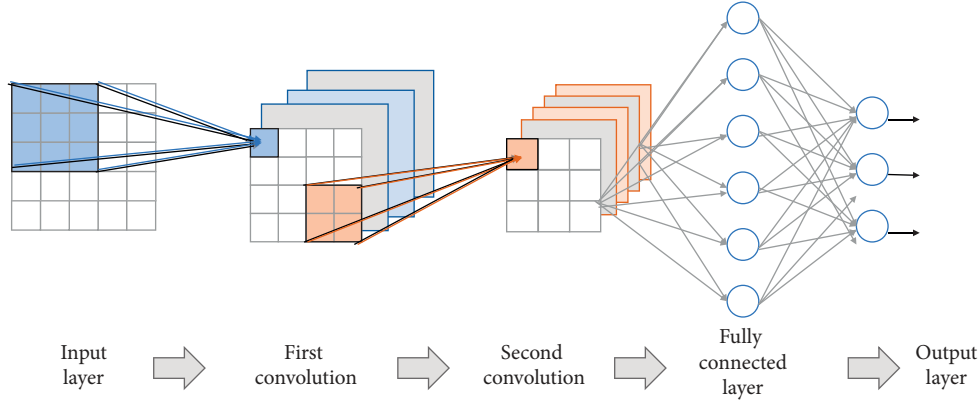 Input
layer
First
convolution
Second
convolution
Fully
connected
layer
Output
layer